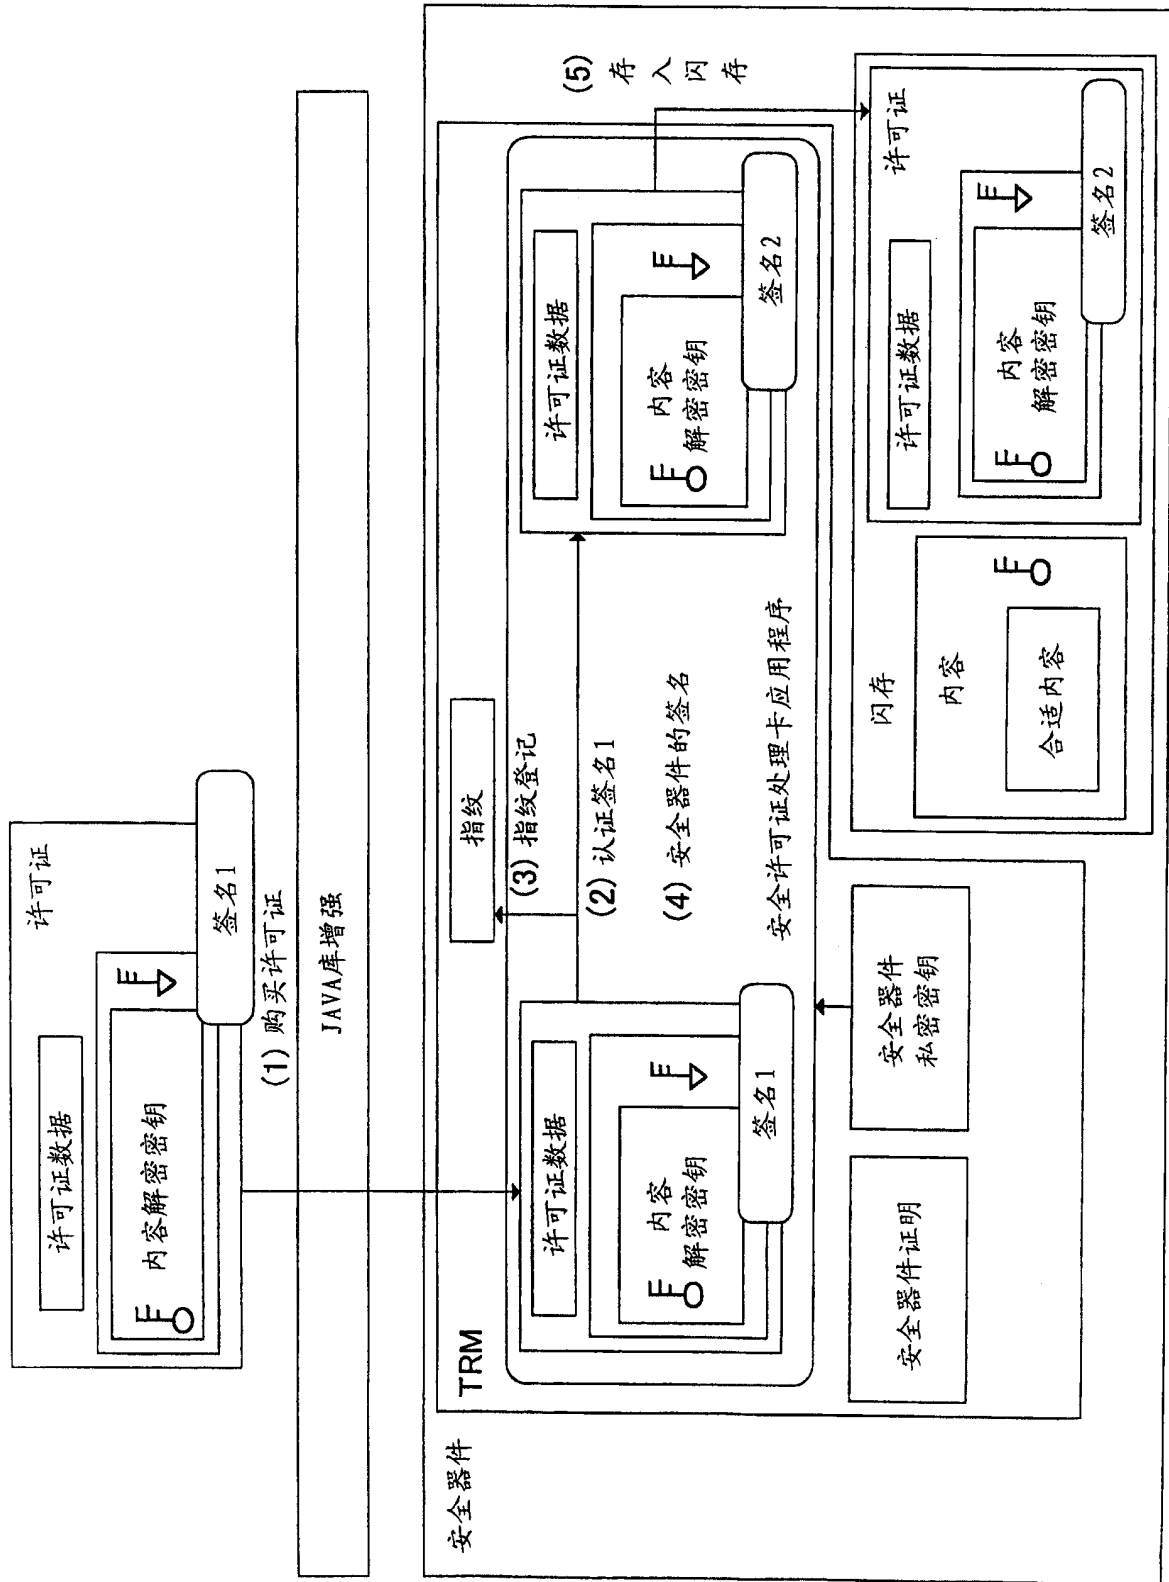 许可证
许可证数据
内容解密密钥
签名1
(1) 购买许可证
JAVA库增强
安全器件
TRM
指纹
(3) 指纹登记
(2) 认证签名1
(4) 安全器件的签名
安全许可证处理卡应用程序
许可证数据
内容
解密密钥
签名1
许可证数据
内容
解密密钥
签名2
(5)
存入闪存
安全器件证明
安全器件
私密密钥
闪存
内容
合适内容
许可证
许可证数据
内容
解密密钥
签名2